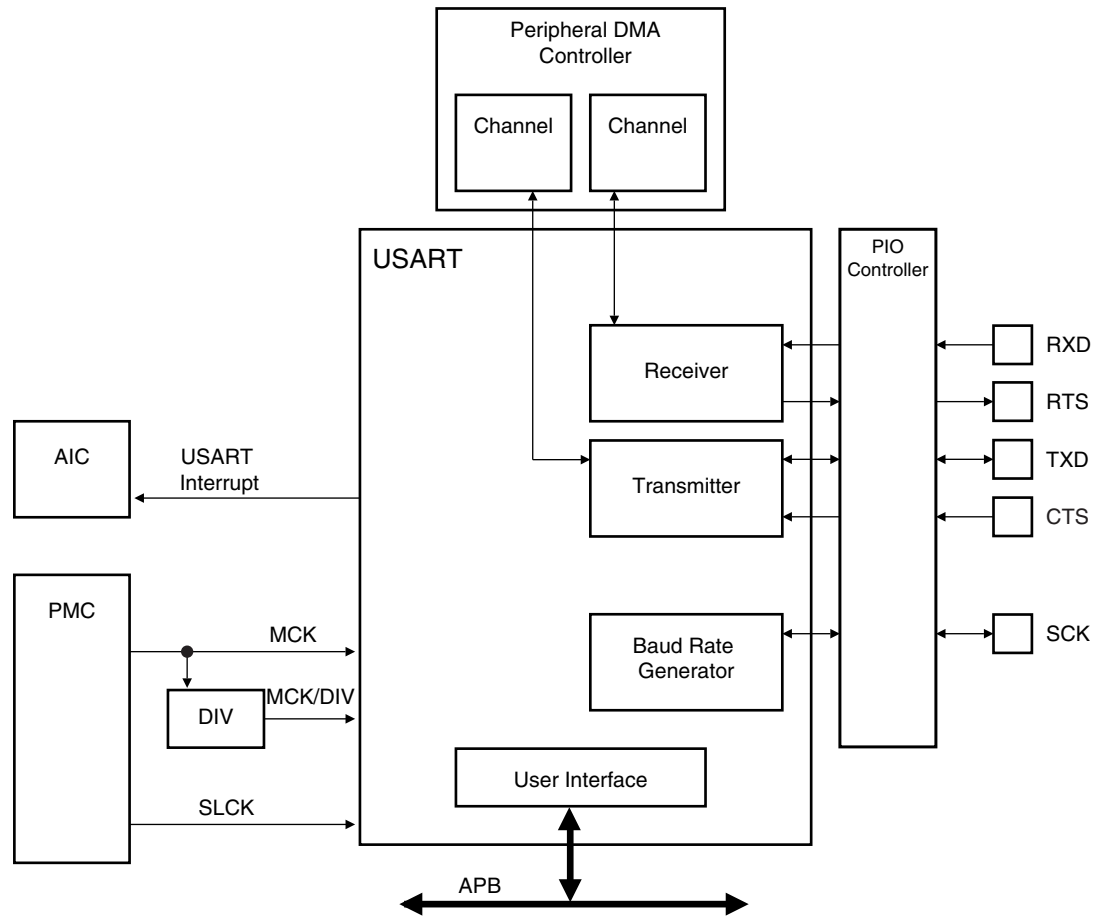 Peripheral DMA
Controller
Channel
Channel
USART
PIO
Controller
Receiver
RXD
RTS
AIC
USART
Interrupt
Transmitter
TXD
CTS
PMC
MCK
Baud Rate
Generator
SCK
DIV
MCK/DIV
User Interface
SLCK
APB